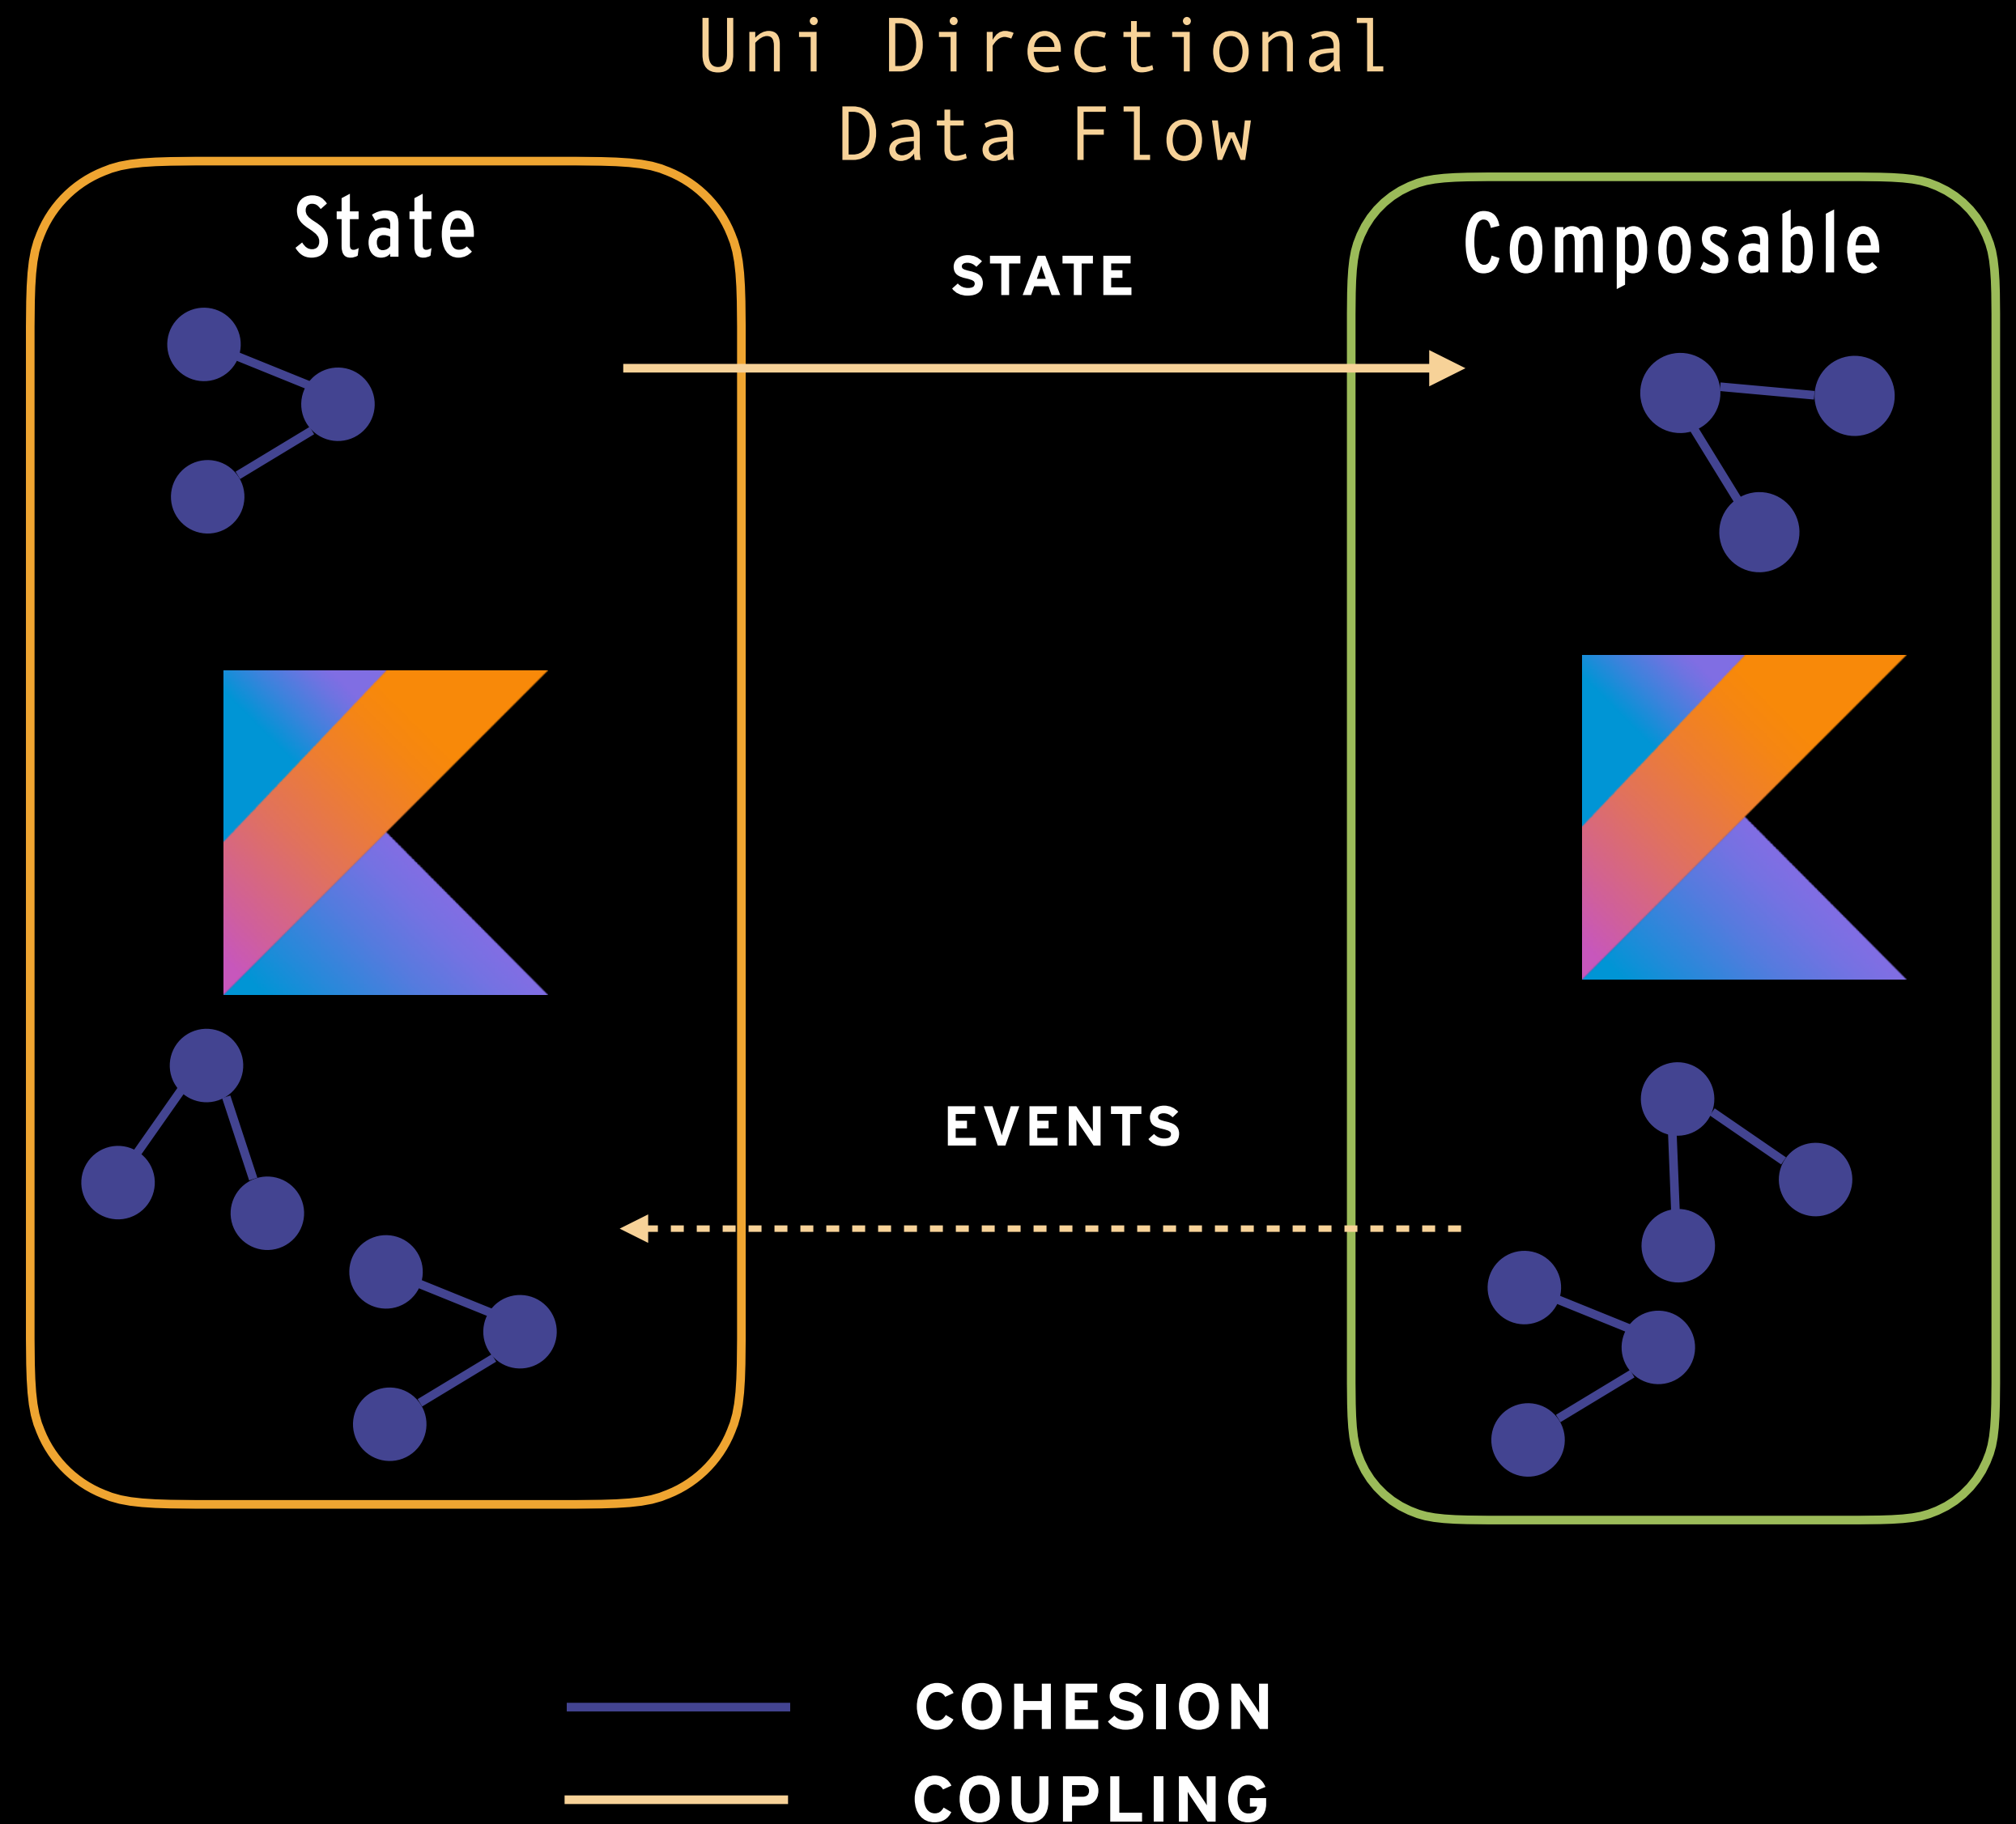 Uni Directional
Data Flow
State
STATE
Composable
EVENTS
COHESION
COUPLING